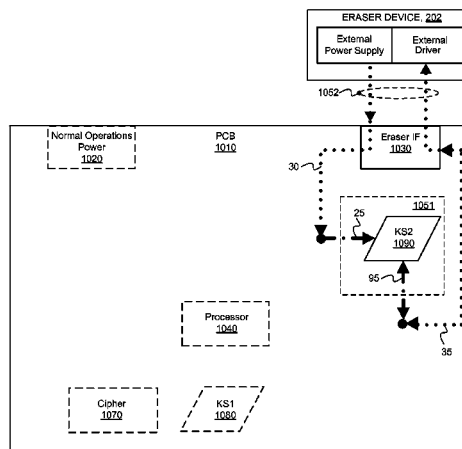 ERASER DEVICE, 202
External
Power Supply
External
Driver
1052
Normal Operations
Power
1020
PCB
1010
Eraser IF
1030
30
1051
25
KS2
1090
95
Processor
1040
35
Cipher
1070
KS1
1080